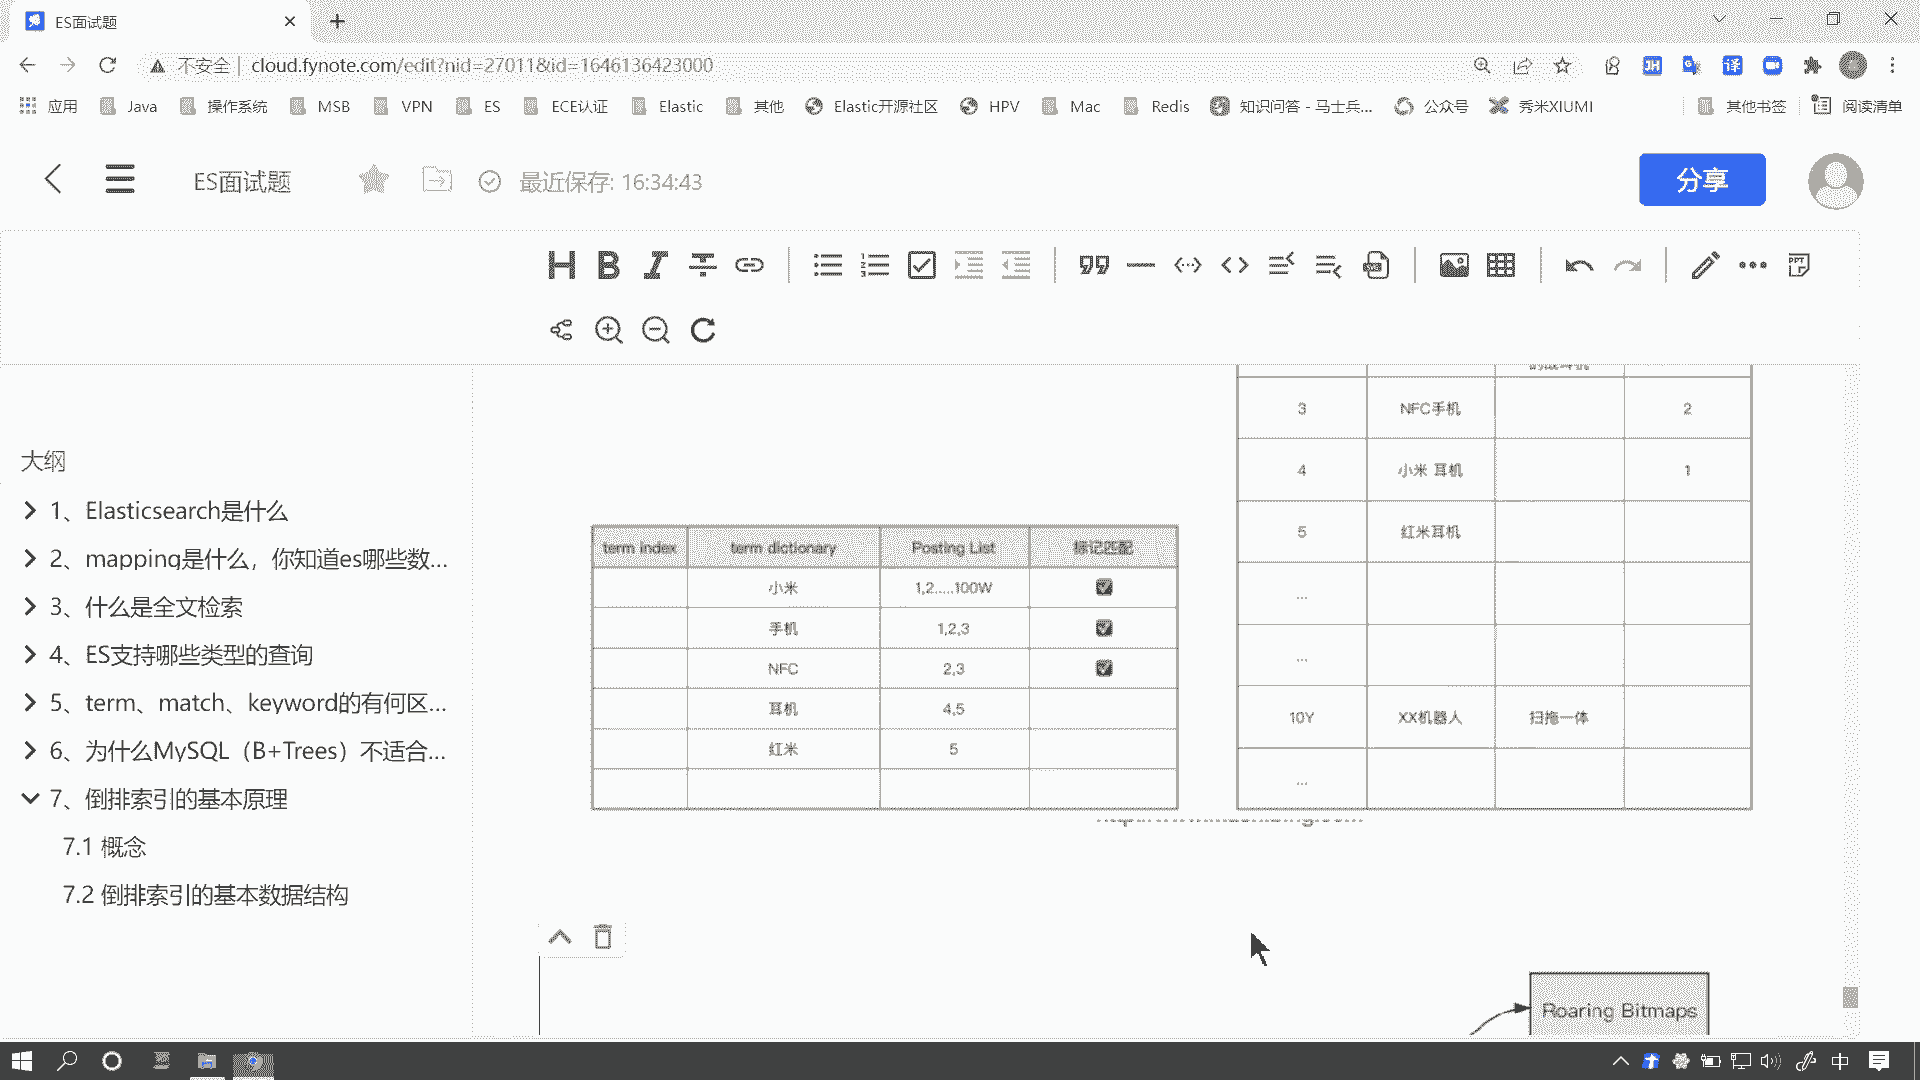 ES面试题
不安全 | cloud.fynote.com/edit?nid=27011&id=1646136423000
应用 Java 操作系统 MSB VPN ES ECE认证 Elastic 其他 Elastic开源社区 HPV Mac Redis 知识问答 - 马士兵... 公众号 秀米XIUMI 其他书签 阅读清单
ES面试题 最近保存: 16:34:43 分享
大纲
1、Elasticsearch是什么
2、mapping是什么，你知道es哪些数...
3、什么是全文检索
4、ES支持哪些类型的查询
5、term、match、keyword的有何区...
6、为什么MySQL（B+Trees）不适合...
7、倒排索引的基本原理
7.1 概念
7.2 倒排索引的基本数据结构
term index term dictionary Posting List 标记匹配
小米 1,2.....100W
手机 1,2,3
NFC 2,3
耳机 4,5
红米 5
3 NFC手机 2
4 小米 耳机 1
5 红米耳机
...
...
10Y XX机器人 扫拖一体
...
Roaring Bitmaps
中